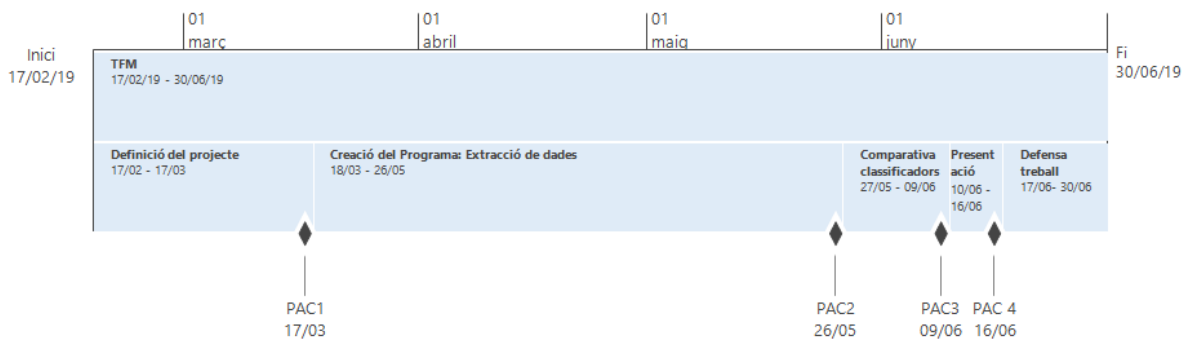 01
març
01
abril
01
maig
01
juny
Inici
17/02/19
Fi
30/06/19
TFM
17/02/19 - 30/06/19
Definició del projecte
17/02 - 17/03
Creació del Programa: Extracció de dades
18/03 - 26/05
Comparativa
classificadors
27/05 - 09/06
Present
ació
10/06 -
16/06
Defensa
treball
17/06- 30/06
PAC1
17/03
PAC2
26/05
PAC3
09/06
PAC 4
16/06